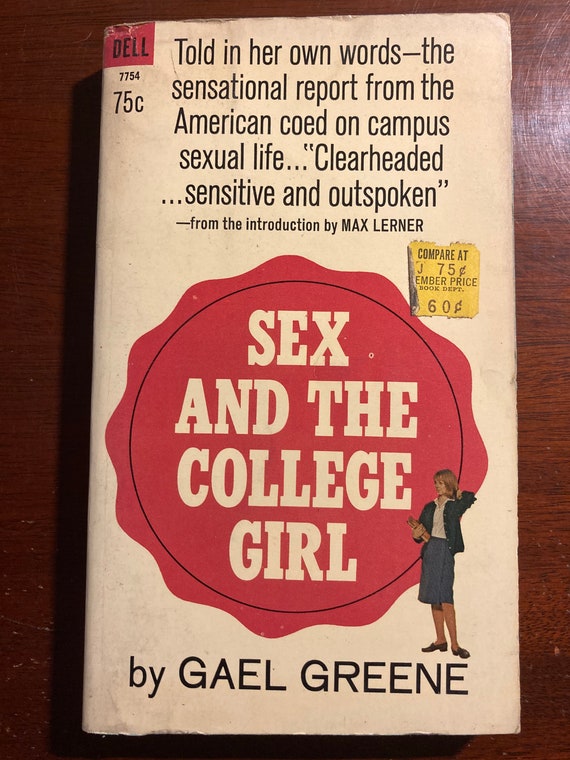 DELL
7754
75c
Told in her own words—the
sensational report from the
American coed on campus
sexual life..."Clearheaded
...sensitive and outspoken"
—from the introduction by MAX LERNER
COMPARE AT
J 75¢
EMBER PRICE
BOOK DEPT.
60¢
SEX
AND THE
COLLEGE
GIRL
by GAEL GREENE